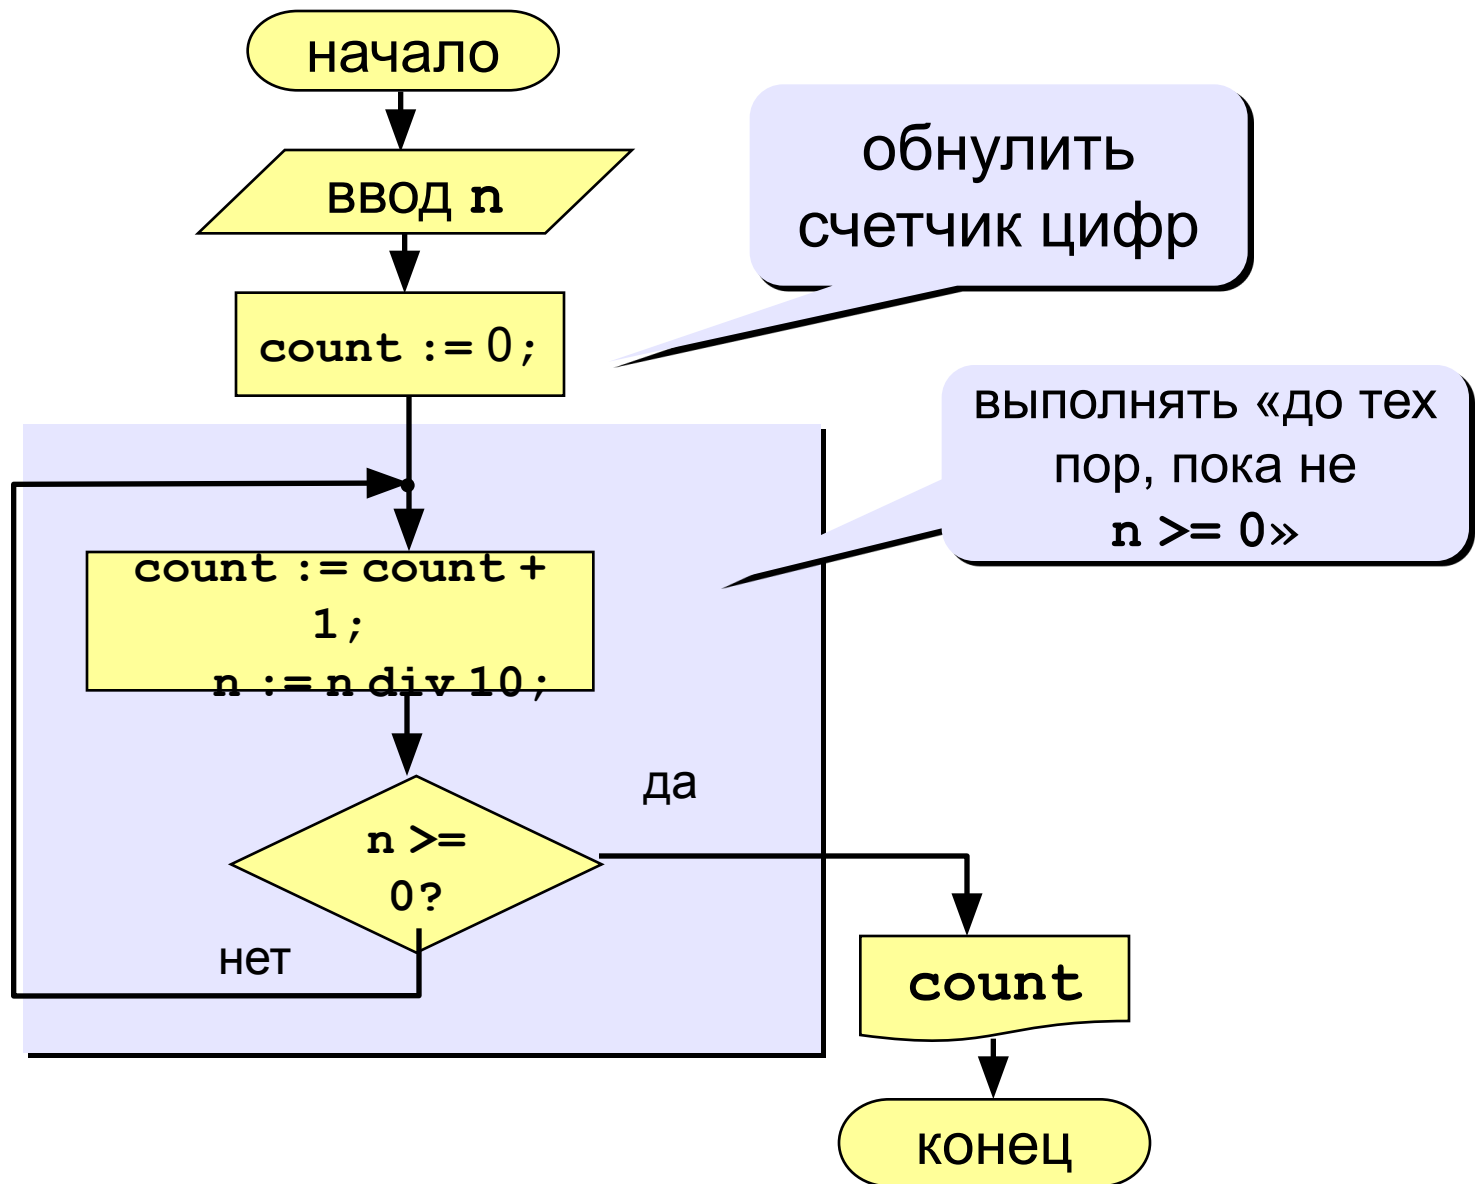 начало
ввод n
обнулить
счетчик цифр
count := 0;
выполнять «до тех
пор, пока не
n >= 0»
count := count +
1;
n := n div 10;
да
n >=
0?
нет
count
конец